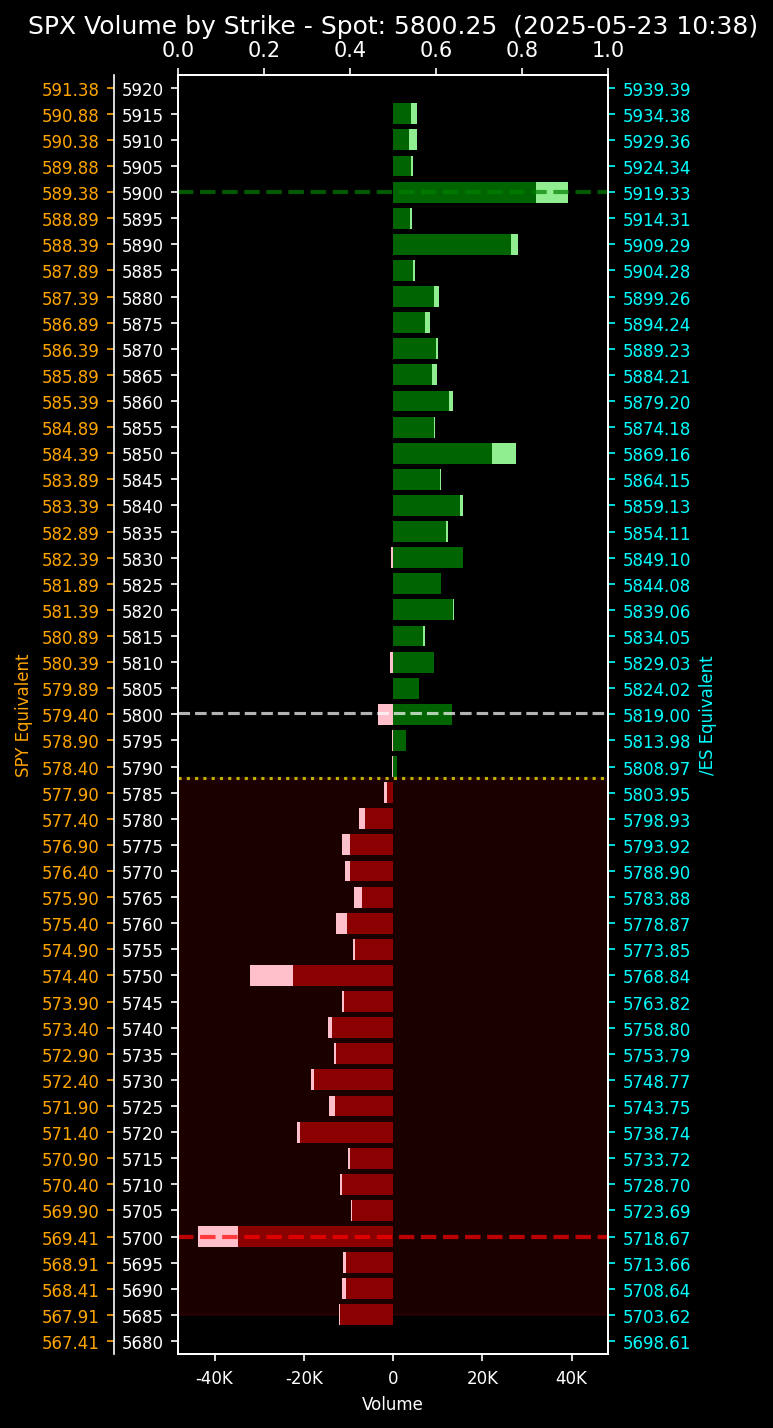 SPX Volume by Strike - Spot: 5800.25 (2025-05-23 10:38)
0.0 0.2 0.4 0.6 0.8 1.0
591.38 5920 5939.39
590.88 5915 5934.38
590.38 5910 5929.36
589.88 5905 5924.34
589.38 5900 5919.33
588.89 5895 5914.31
588.39 5890 5909.29
587.89 5885 5904.28
587.39 5880 5899.26
586.89 5875 5894.24
586.39 5870 5889.23
585.89 5865 5884.21
585.39 5860 5879.20
584.89 5855 5874.18
584.39 5850 5869.16
583.89 5845 5864.15
583.39 5840 5859.13
582.89 5835 5854.11
582.39 5830 5849.10
581.89 5825 5844.08
581.39 5820 5839.06
580.89 5815 5834.05
580.39 5810 5829.03
579.89 5805 5824.02
579.40 5800 5819.00
578.90 5795 5813.98
578.40 5790 5808.97
577.90 5785 5803.95
577.40 5780 5798.93
576.90 5775 5793.92
576.40 5770 5788.90
575.90 5765 5783.88
575.40 5760 5778.87
574.90 5755 5773.85
574.40 5750 5768.84
573.90 5745 5763.82
573.40 5740 5758.80
572.90 5735 5753.79
572.40 5730 5748.77
571.90 5725 5743.75
571.40 5720 5738.74
570.90 5715 5733.72
570.40 5710 5728.70
569.90 5705 5723.69
569.41 5700 5718.67
568.91 5695 5713.66
568.41 5690 5708.64
567.91 5685 5703.62
567.41 5680 5698.61
SPY Equivalent
/ES Equivalent
-40K -20K 0 20K 40K
Volume